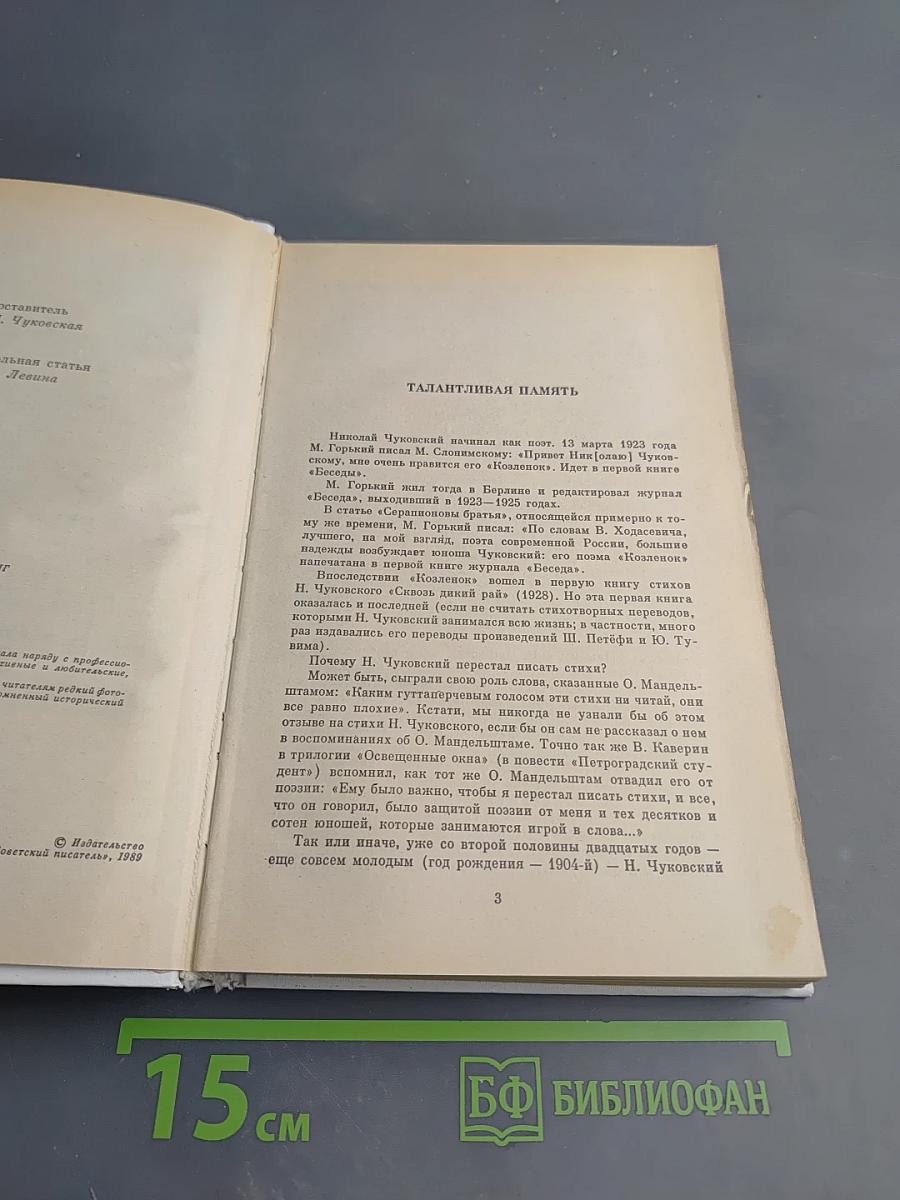 оставитель
Чуковская
льная статья
Левина
ала наряду с профессио-
тивные и любительские,
читателям редкий фото-
омненный исторический
© Издательство
оветский писатель», 1989
ТАЛАНТЛИВАЯ ПАМЯТЬ
Николай Чуковский начинал как поэт. 13 марта 1923 года
М. Горький писал М. Слонимскому: «Привет Ник[олаю] Чуков-
скому, мне очень нравится его «Козленок». Идет в первой книге
«Беседы».
М. Горький жил тогда в Берлине и редактировал журнал
«Беседа», выходивший в 1923—1925 годах.
В статье «Серапионовы братья», относящейся примерно к то-
му же времени, М. Горький писал: «По словам В. Ходасевича,
лучшего, на мой взгляд, поэта современной России, большие
надежды возбуждает юноша Чуковский: его поэма «Козленок»
напечатана в первой книге журнала «Беседа».
Впоследствии «Козленок» вошел в первую книгу стихов
Н. Чуковского «Сквозь дикий рай» (1928). Но эта первая книга
оказалась и последней (если не считать стихотворных переводов,
которыми Н. Чуковский занимался всю жизнь; в частности, много
раз издавались его переводы произведений Ш. Петёфи и Ю. Ту-
вима).
Почему Н. Чуковский перестал писать стихи?
Может быть, сыграли свою роль слова, сказанные О. Мандель-
штамом: «Каким гуттаперчевым голосом эти стихи ни читай, они
все равно плохие». Кстати, мы никогда не узнали бы об этом
отзыве на стихи Н. Чуковского, если бы он сам не рассказал о нем
в воспоминаниях об О. Мандельштаме. Точно так же В. Каверин
в трилогии «Освещенные окна» (в повести «Петроградский сту-
дент») вспомнил, как тот же О. Мандельштам отвадил его от
поэзии: «Ему было важно, чтобы я перестал писать стихи, и все,
что он говорил, было защитой поэзии от меня и тех десятков и
сотен юношей, которые занимаются игрой в слова...»
Так или иначе, уже со второй половины двадцатых годов —
еще совсем молодым (год рождения — 1904-й) — Н. Чуковский
3
15 см
БФ БИБЛИОФАН